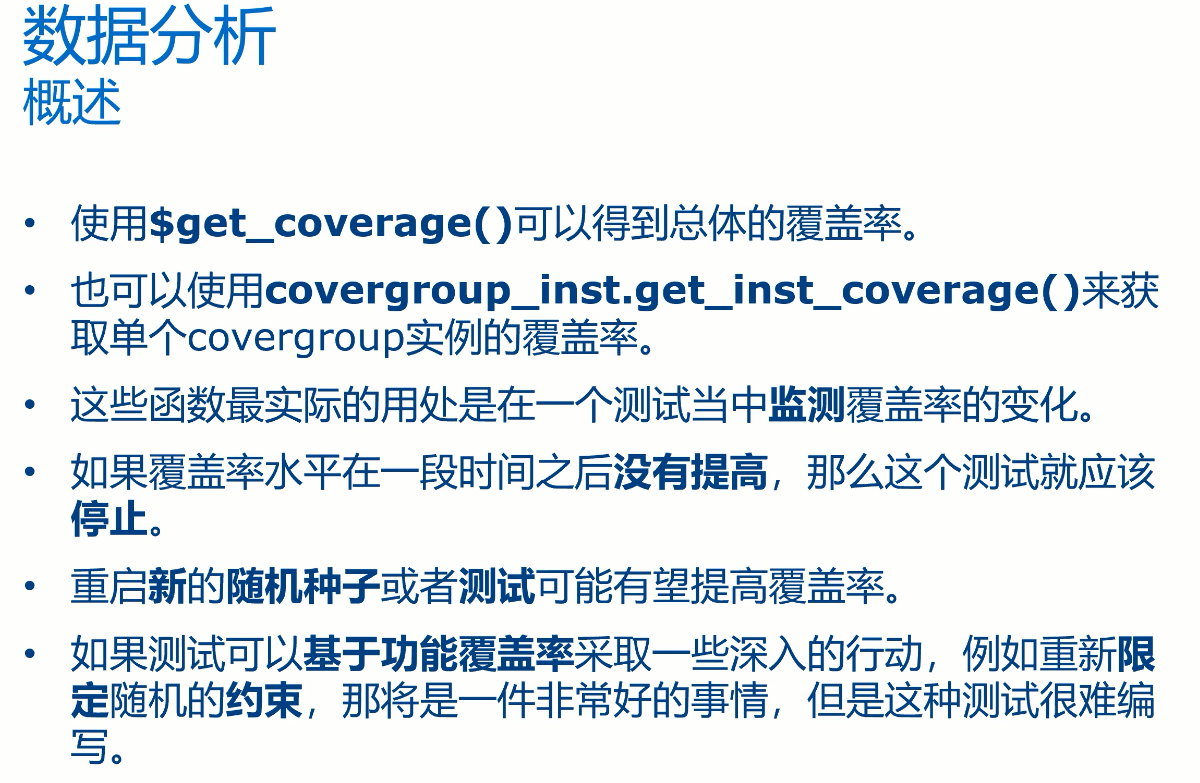 数据分析
概述
• 使用$get_coverage()可以得到总体的覆盖率。
• 也可以使用covergroup_inst.get_inst_coverage()来获
取单个covergroup实例的覆盖率。
• 这些函数最实际的用处是在一个测试当中监测覆盖率的变化。
• 如果覆盖率水平在一段时间之后没有提高，那么这个测试就应该
停止。
• 重启新的随机种子或者测试可能有望提高覆盖率。
• 如果测试可以基于功能覆盖率采取一些深入的行动，例如重新限
定随机的约束，那将是一件非常好的事情，但是这种测试很难编
写。